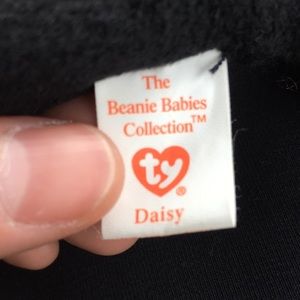 The
Beanie Babies
Collection™
ty®
Daisy